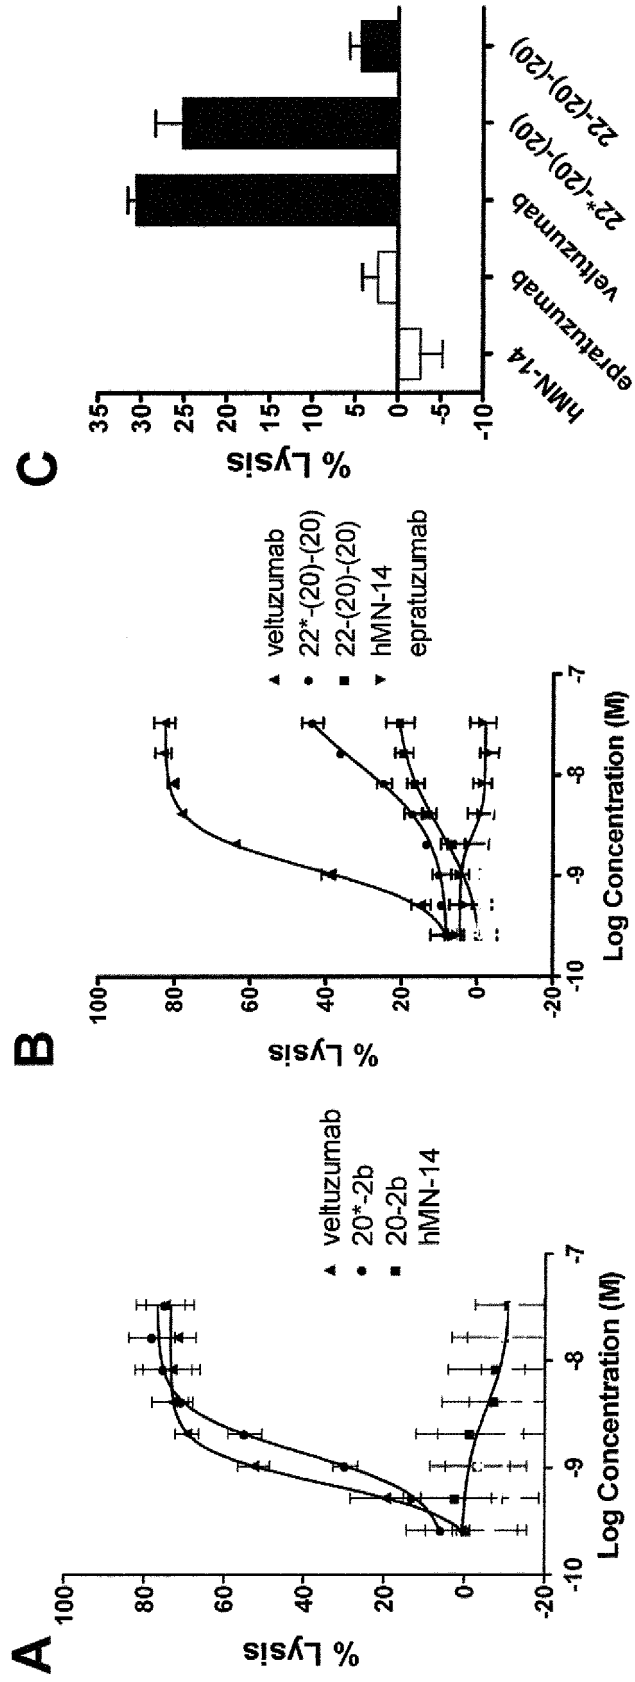 A
% Lysis
100
80
60
40
20
0
-20
-10
-9
-8
-7
Log Concentration (M)
▲ veltuzumab
● 20*-2b
■ 20-2b
hMN-14
B
% Lysis
100
80
60
40
20
0
-20
-10
-9
-8
-7
Log Concentration (M)
▲ veltuzumab
● 22*-(20)-(20)
■ 22-(20)-(20)
▼ hMN-14
epratuzumab
C
% Lysis
35
30
25
20
15
10
5
0
-5
-10
hMN-14
epratuzumab
veltuzumab
22*-(20)-(20)
22-(20)-(20)